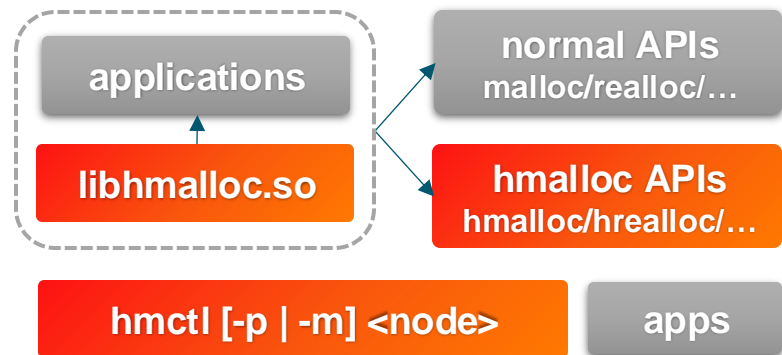 applications
libhmalloc.so
normal APIs
malloc/realloc/…
hmalloc APIs
hmalloc/hrealloc/…
hmctl [-p | -m] <node>
apps